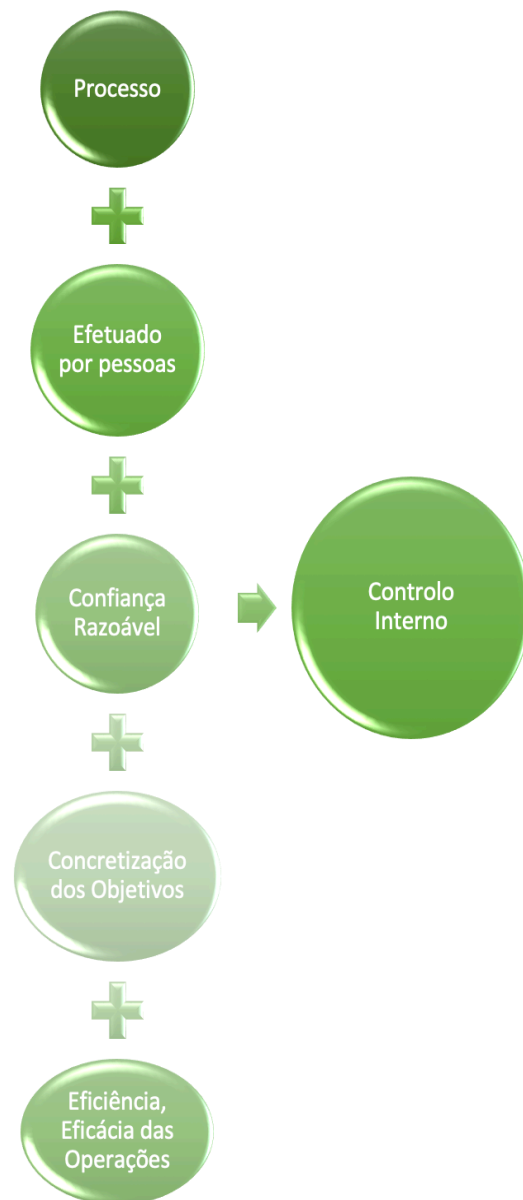 Processo
Efetuado
por pessoas
Confiança
Razoável
Controlo
Interno
Concretização
dos Objetivos
Eficiência,
Eficácia das
Operações